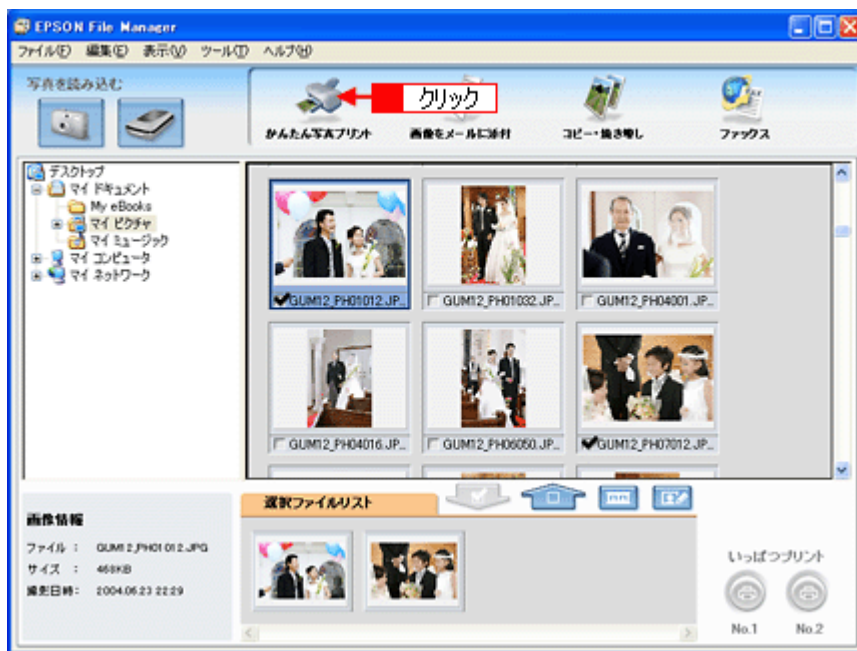 EPSON File Manager
ファイル(F) 編集(E) 表示(V) ツール(T) ヘルプ(H)
写真を読み込む
クリック
かんたん写真プリント 画像をメールに添付 コピー・焼き増し ファックス
デスクトップ
マイ ドキュメント
My eBooks
マイ ピクチャ
マイ ミュージック
マイ コンピュータ
マイ ネットワーク
GUM12_PH01012.JP... GUM12_PH01032.JP... GUM12_PH04001.JP...
GUM12_PH04016.JP... GUM12_PH06050.JP... GUM12_PH07012.JP...
選択ファイルリスト
画像情報
ファイル : GUM12_PH01012.JPG
サイズ : 468KB
撮影日時: 2004.06.23 22:29
いっぱつプリント
No.1 No.2